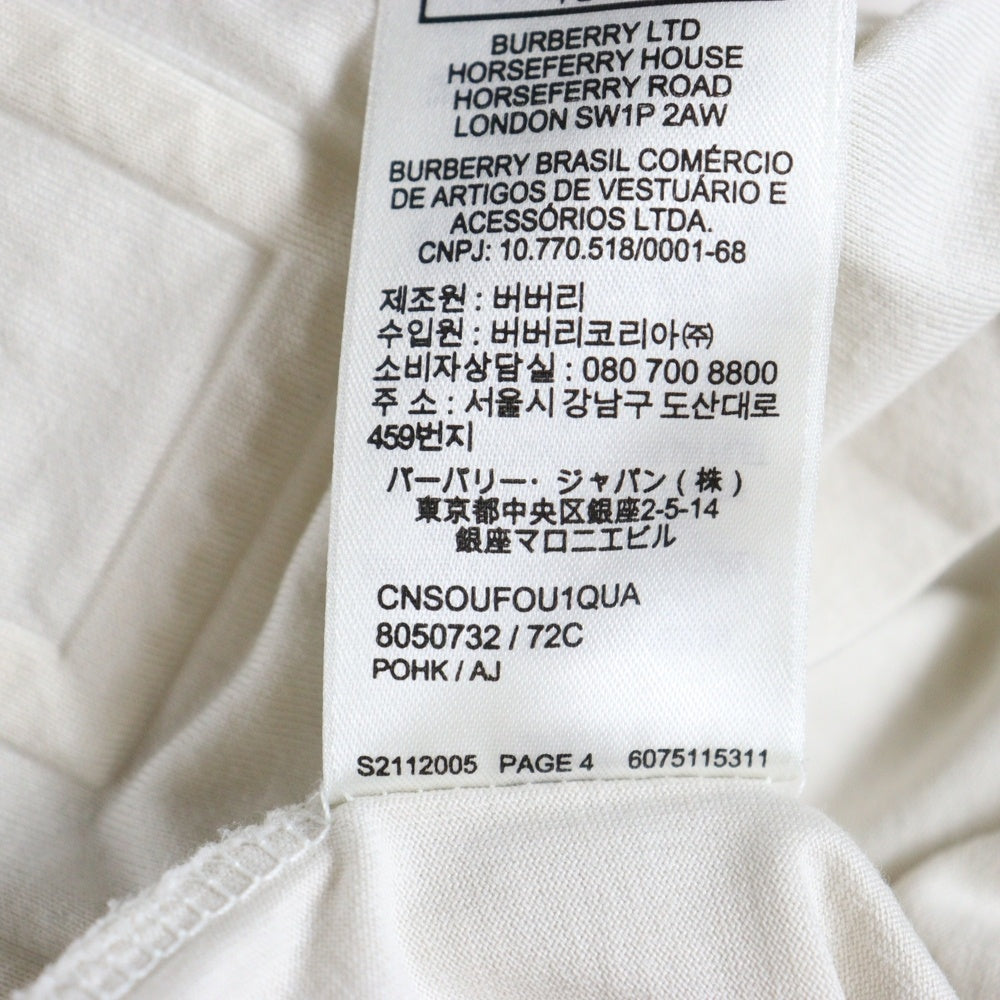 BURBERRY LTD
HORSEFERRY HOUSE
HORSEFERRY ROAD
LONDON SW1P 2AW
BURBERRY BRASIL COMÉRCIO
DE ARTIGOS DE VESTUÁRIO E
ACESSÓRIOS LTDA.
CNPJ: 10.770.518/0001-68
제조원 : 버버리
수입원 : 버버리코리아㈜
소비자상담실 : 080 700 8800
주 소 : 서울시 강남구 도산대로
459번지
バーバリー・ジャパン ( 株 )
東京都中央区銀座2-5-14
銀座マロニエビル
CNSOUFOU1QUA
8050732 / 72C
POHK / AJ
S2112005 PAGE 4 6075115311